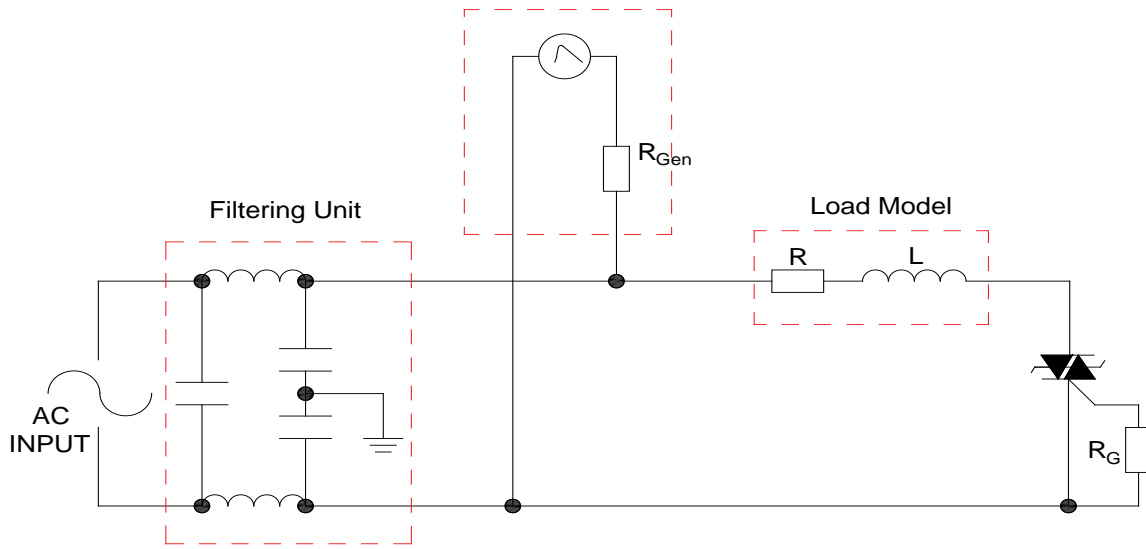 R_Gen
Filtering Unit
Load Model
R
L
AC
INPUT
R_G